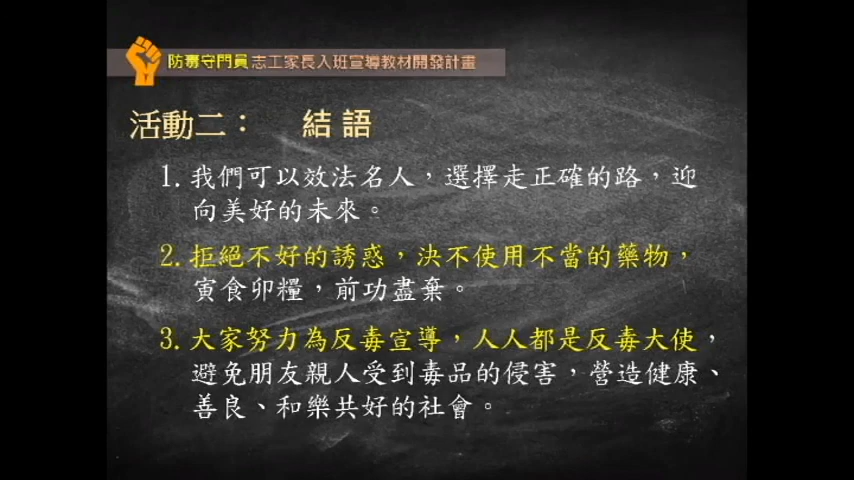 防毒守門員 志工家長入班宣導教材開發計畫
活動二： 結 語
1. 我們可以效法名人，選擇走正確的路，迎
向美好的未來。
2. 拒絕不好的誘惑，決不使用不當的藥物，
寅食卯糧，前功盡棄。
3. 大家努力為反毒宣導，人人都是反毒大使，
避免朋友親人受到毒品的侵害，營造健康、
善良、和樂共好的社會。